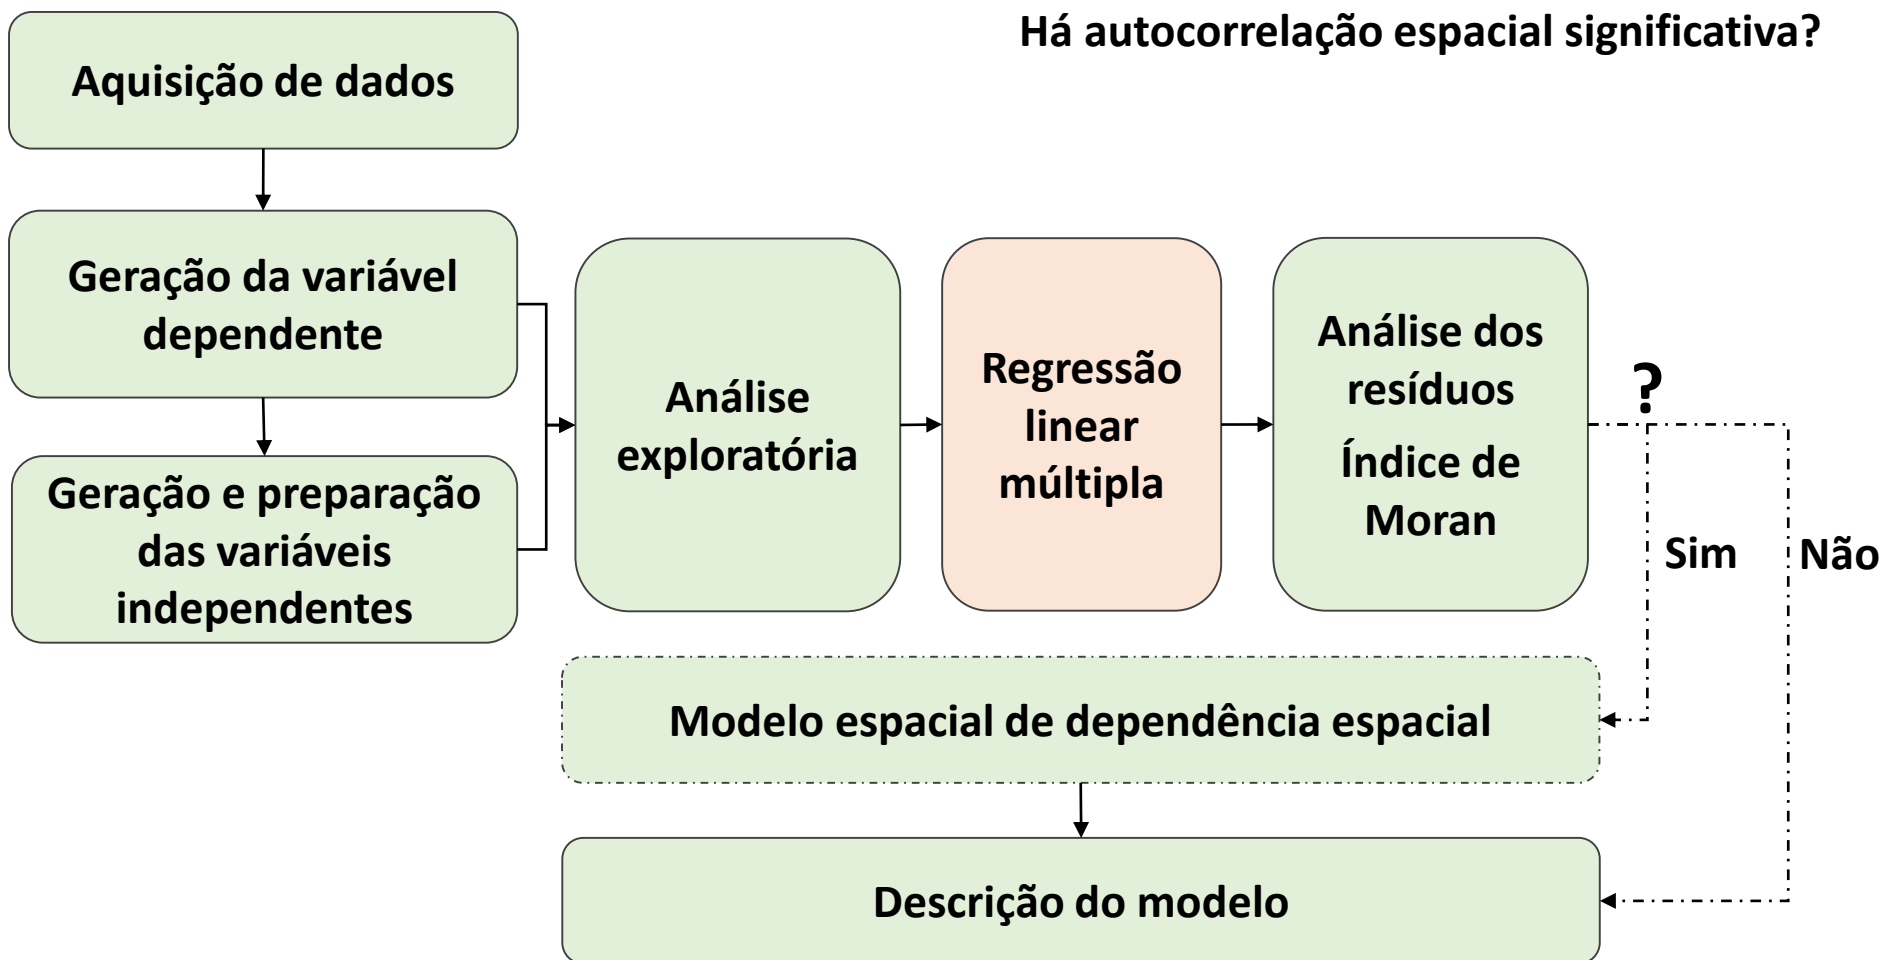 Há autocorrelação espacial significativa?
Aquisição de dados
Geração da variável
dependente
Geração e preparação
das variáveis
independentes
Análise
exploratória
Regressão
linear
múltipla
Análise dos
resíduos
Índice de
Moran
?
Sim
Não
Modelo espacial de dependência espacial
Descrição do modelo